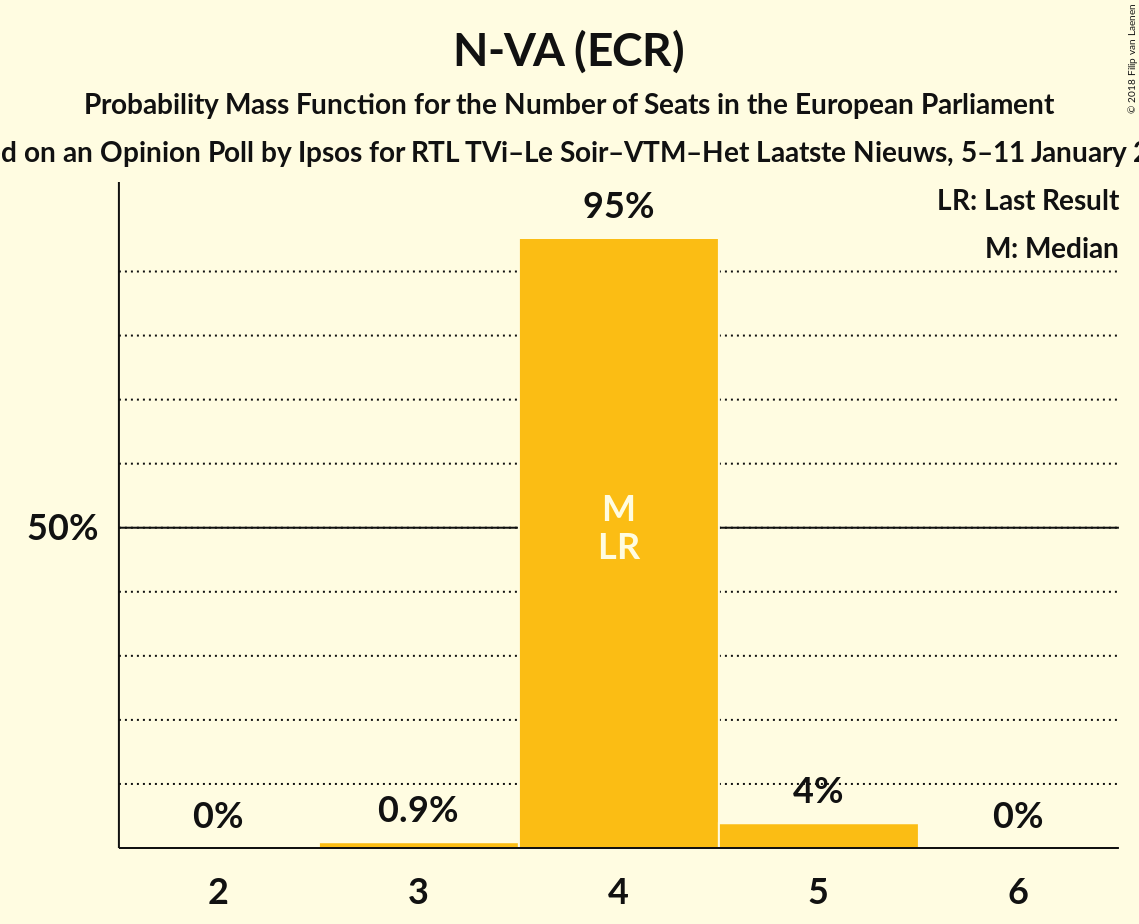 N-VA (ECR)
Probability Mass Function for the Number of Seats in the European Parliament
d on an Opinion Poll by Ipsos for RTL TVi–Le Soir–VTM–Het Laatste Nieuws, 5–11 January 2
© 2018 Filip van Laenen
LR: Last Result
M: Median
95%
M
LR
50%
0%
0.9%
4%
0%
2
3
4
5
6